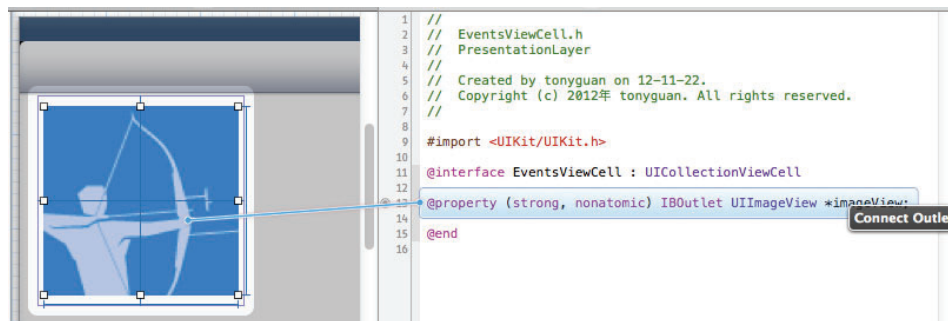 1 //
2 // EventsViewCell.h
3 // PresentationLayer
4 //
5 // Created by tonyguan on 12-11-22.
6 // Copyright (c) 2012年 tonyguan. All rights reserved.
7 //
8
9 #import <UIKit/UIKit.h>
10
11 @interface EventsViewCell : UICollectionViewCell
12
13 @property (strong, nonatomic) IBOutlet UIImageView *imageView;
Connect Outle
14
15 @end
16